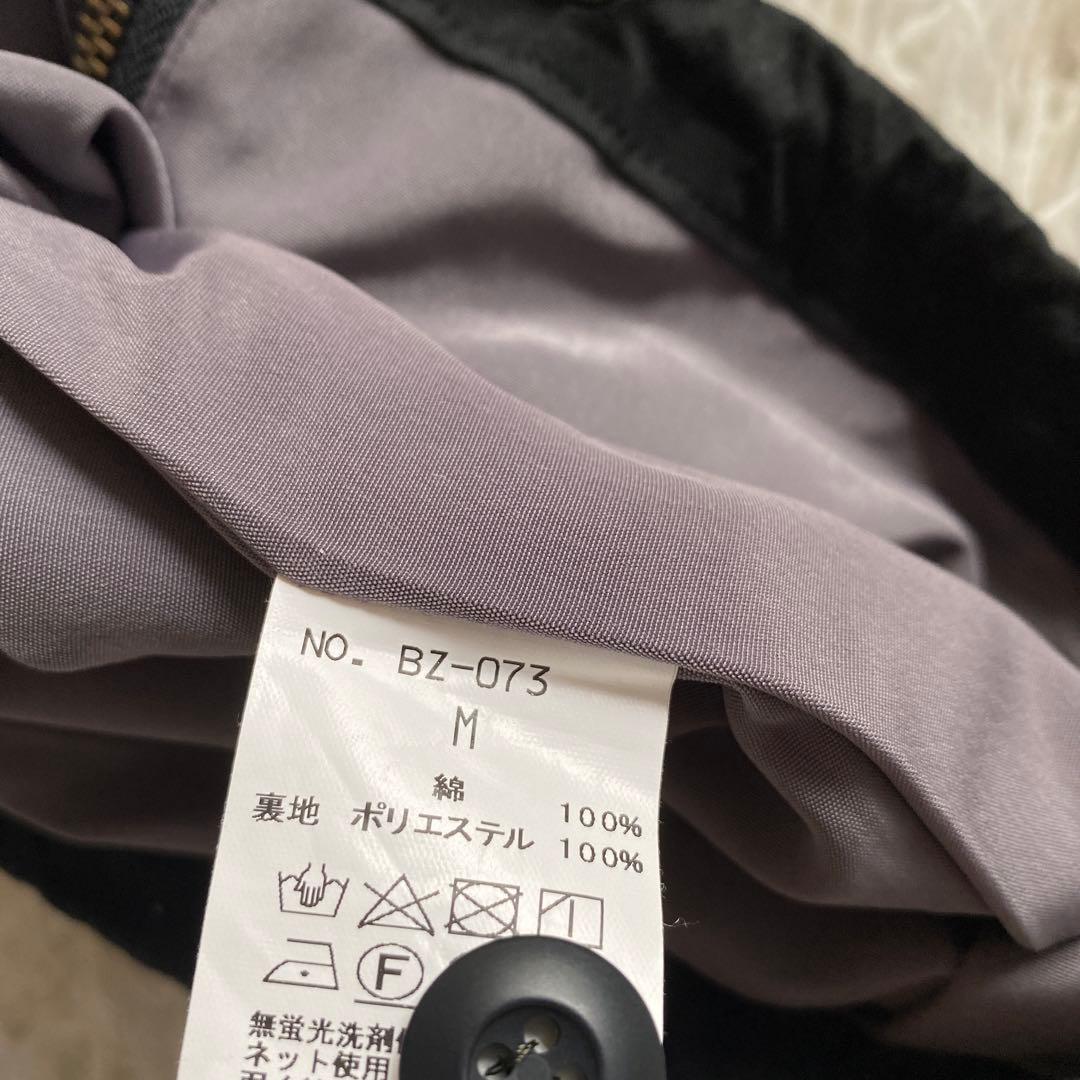 NO. BZ-073
M
綿 100%
裏地 ポリエステル 100%
F
無蛍光洗剤
ネット使用